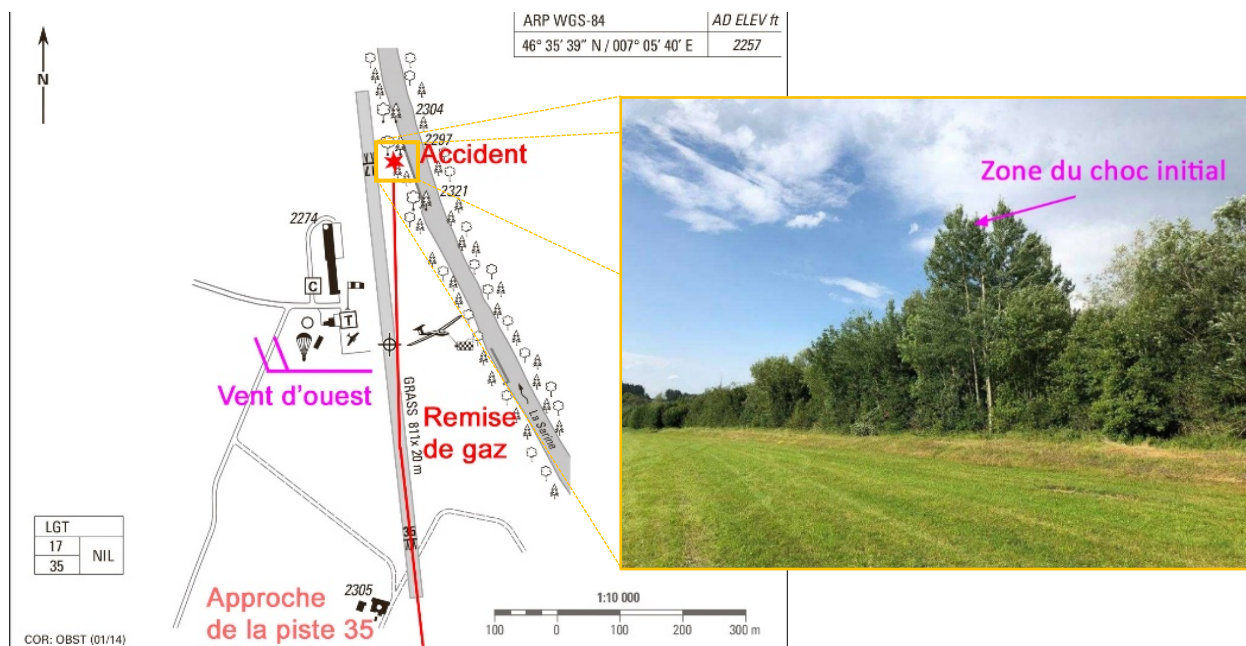 ARP WGS-84
AD ELEV ft
46° 35' 39" N / 007° 05' 40' E
2257
N
2304
2297
Accident
2321
Zone du choc initial
2274
C
T
Vent d'ouest
GRASS 811x 20 m
Remise
de gaz
La Sarine
35
LGT
17
35
NIL
2305
Approche
de la piste 35
1:10 000
100
0
100
200
300 m
COR: OBST (01/14)